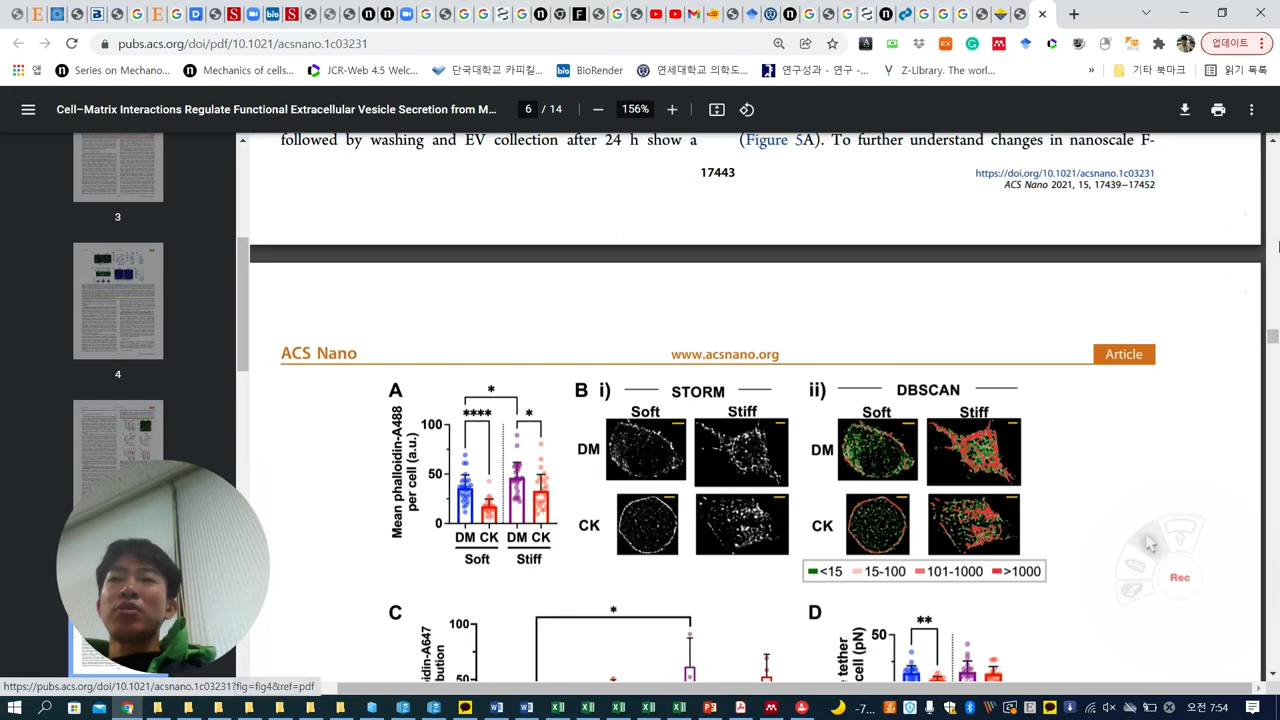 pubs.acs.org/doi/pdf/10.1021/acsnano.1c03231
업데이트
앱
Series on Mechano...
Mechanics of cells...
JCR-Web 4.5 Welc...
단국대학교 카피킬...
BioRender
연세대학교 의학도...
연구성과 - 연구 -...
Z-Library. The worl...
»
기타 북마크
읽기 목록
Cell−Matrix Interactions Regulate Functional Extracellular Vesicle Secretion from M...
6 / 14
156%
3
4
followed by washing and EV collection after 24 h show a
(Figure 5A). To further understand changes in nanoscale F-
17443
https://doi.org/10.1021/acsnano.1c03231
ACS Nano 2021, 15, 17439−17452
ACS Nano
www.acsnano.org
Article
A
Mean phalloidin-A488
per cell (a.u.)
100
50
0
*
****
*
DM CK DM CK
Soft Stiff
B i) STORM
Soft Stiff
DM
CK
ii) DBSCAN
Soft Stiff
DM
CK
<15 15-100 101-1000 >1000
Rec
C
100
50
*
D
50
**
tether
cell (pN)
https://pubs.acs.org/doi/10.1021/acsnano.1c03231?fig=fig4&ref=pdf
-7...
오후 7:54